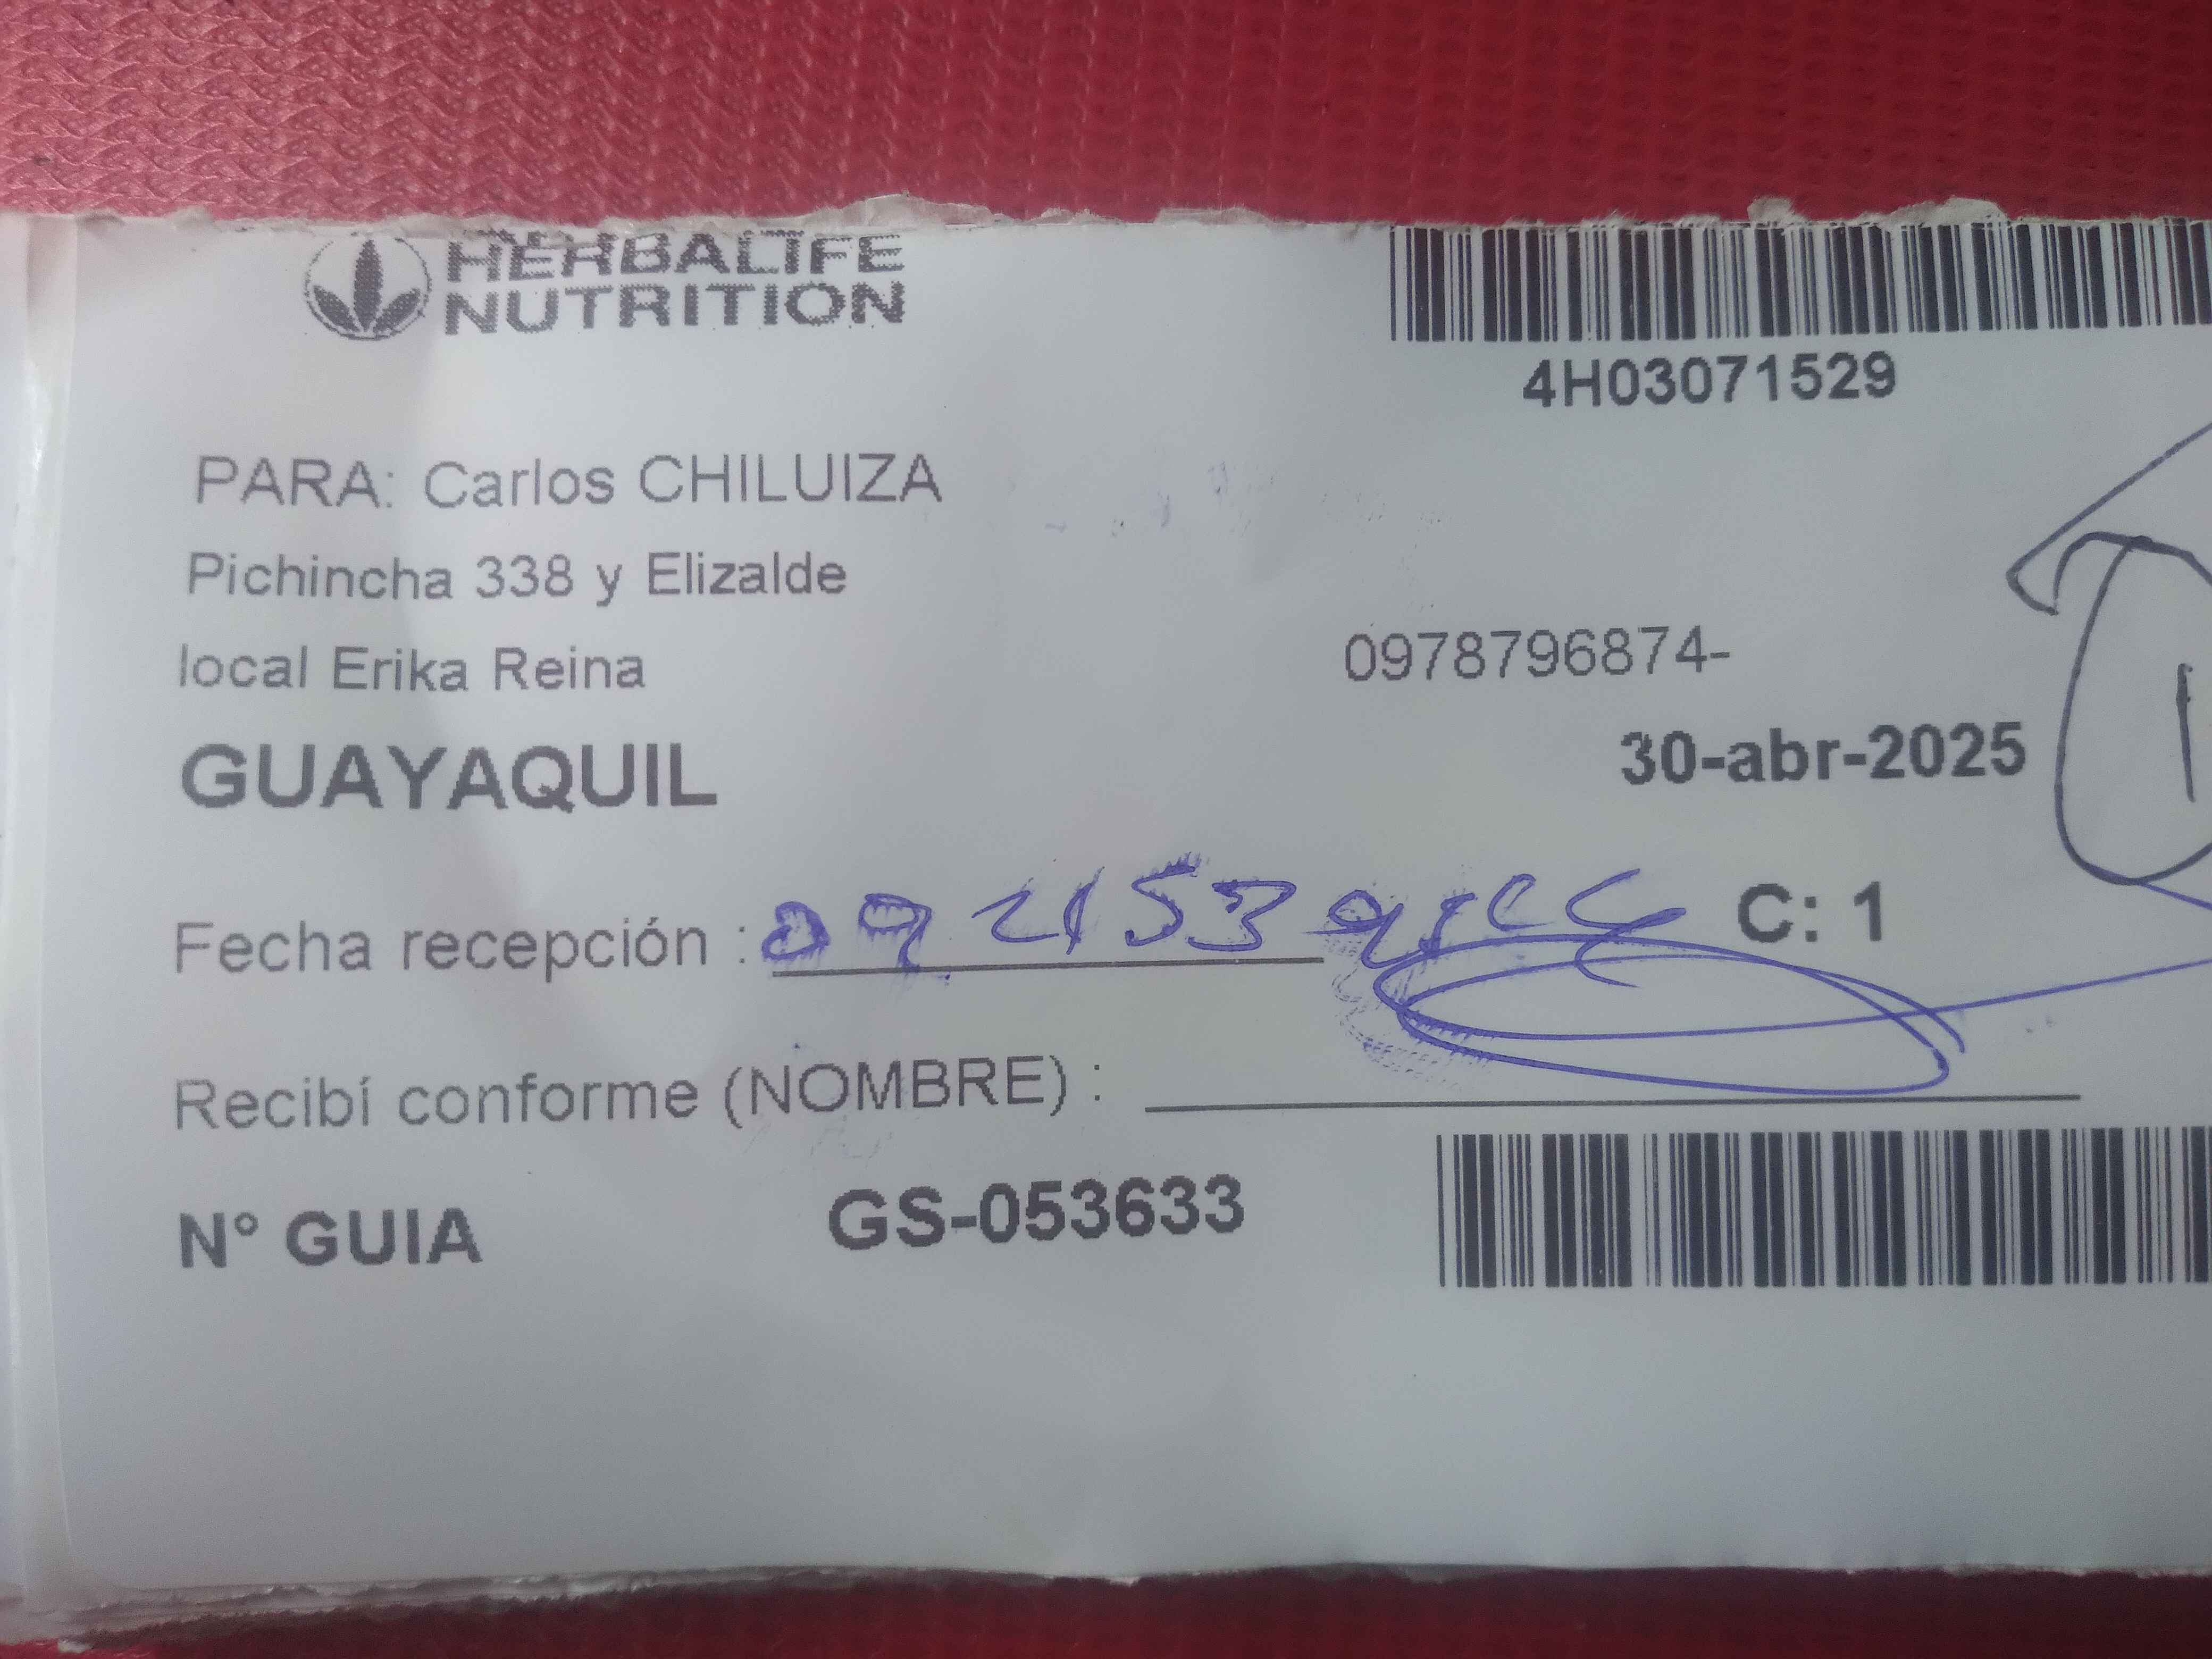 HERBALIFE
NUTRITION
4H03071529
PARA: Carlos CHILUIZA
Pichincha 338 y Elizalde
local Erika Reina
0978796874-
GUAYAQUIL
30-abr-2025
Fecha recepción :
C: 1
Recibí conforme (NOMBRE) :
N° GUIA GS-053633